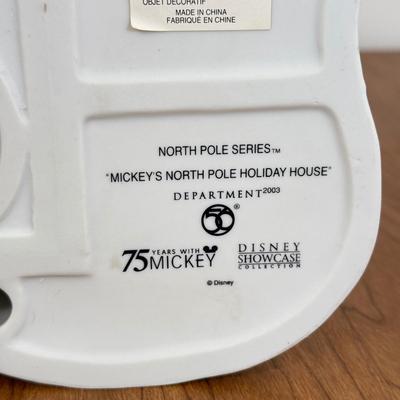 OBJET DÉCORATIF
MADE IN CHINA
FABRIQUÉ EN CHINE
NORTH POLE SERIES™
"MICKEY'S NORTH POLE HOLIDAY HOUSE"
DEPARTMENT 2003
56 ®
75 YEARS WITH MICKEY
DISNEY
SHOWCASE
COLLECTION
© Disney